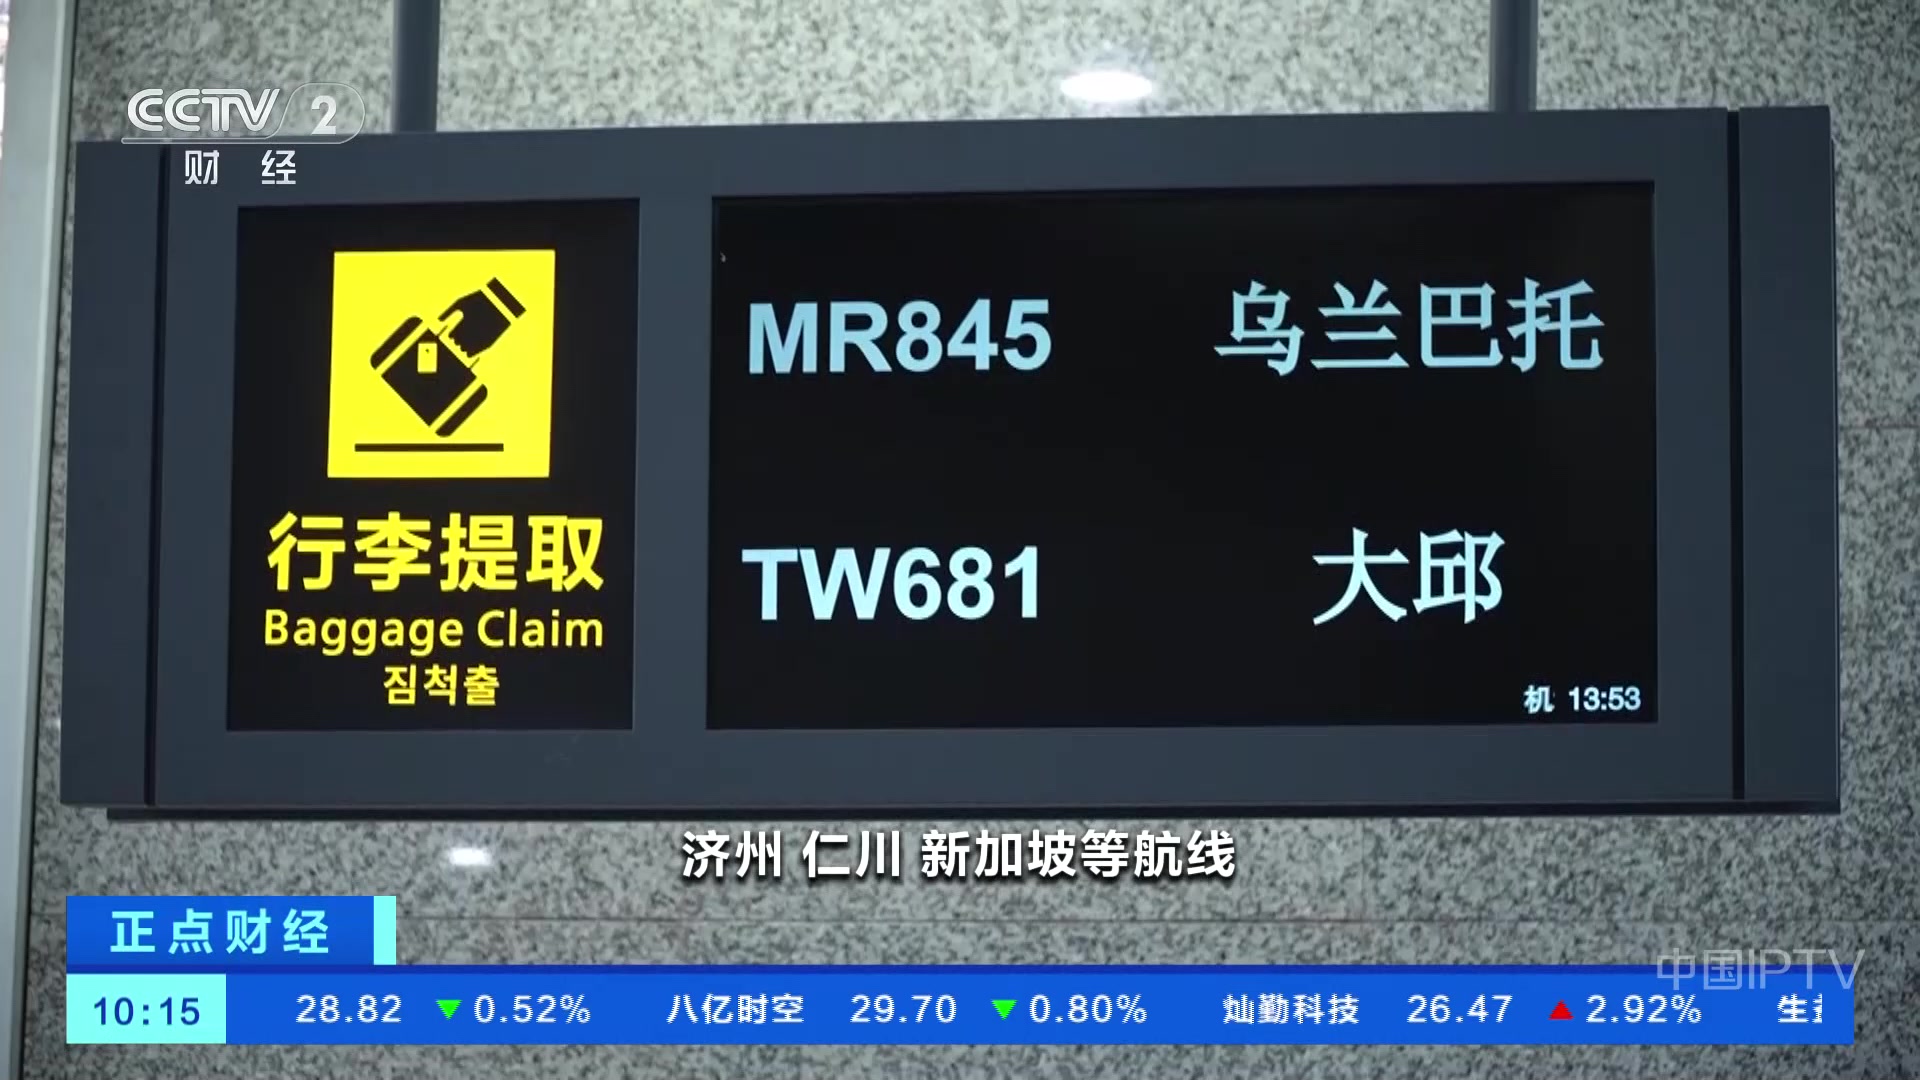 CCTV 2
财 经
行李提取
Baggage Claim
짐척출
MR845 乌兰巴托
TW681 大邱
机 13:53
济州 仁川 新加坡等航线
正点财经
中国IPTV
10:15 28.82 ▼0.52% 八亿时空 29.70 ▼0.80% 灿勤科技 26.47 ▲2.92% 生